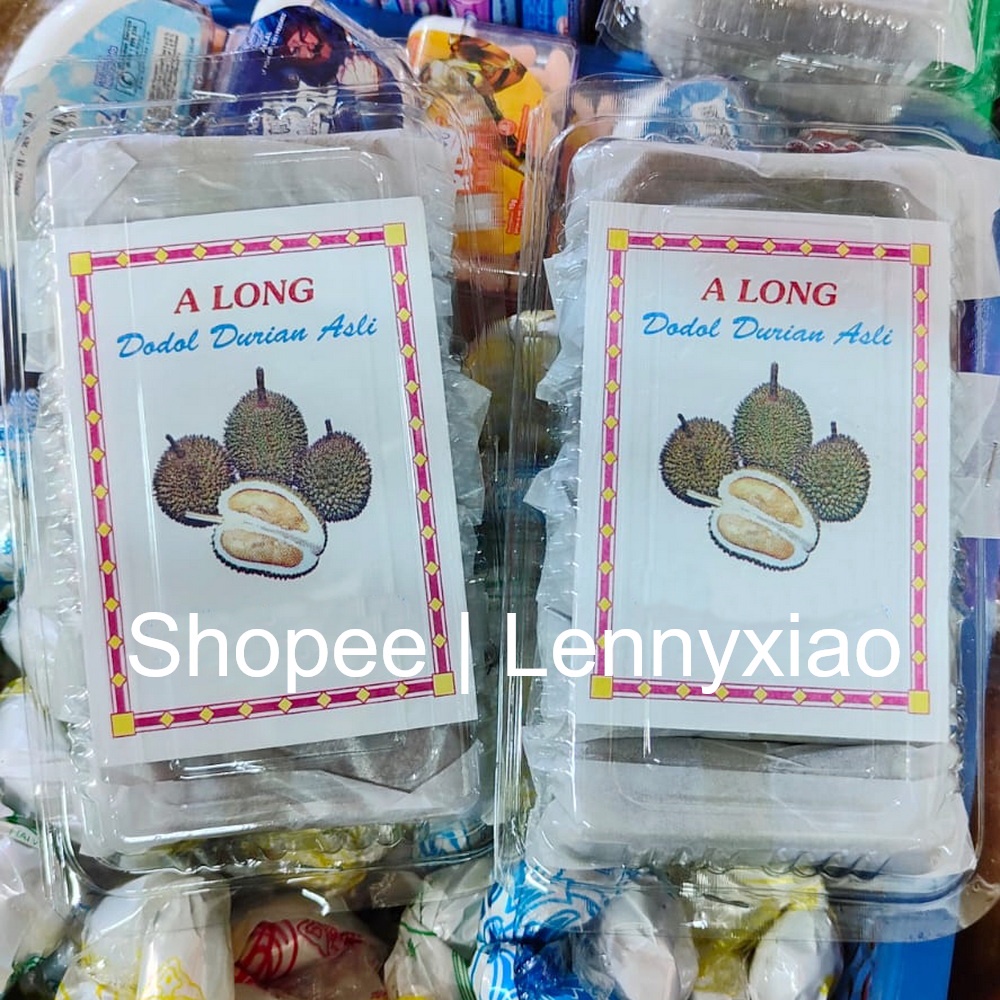 A LONG
Dodol Durian Asli
A LONG
Dodol Durian Asli
Shopee | Lennyxiao